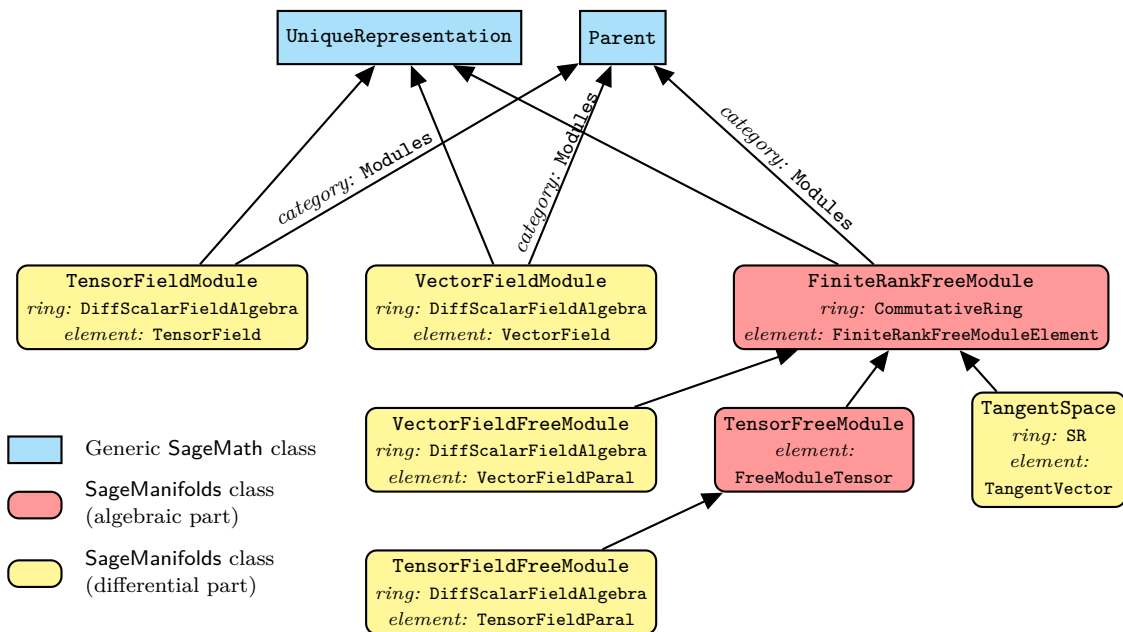 UniqueRepresentation
Parent
category: Modules
category: Modules
category: Modules
TensorFieldModule
ring: DiffScalarFieldAlgebra
element: TensorField
VectorFieldModule
ring: DiffScalarFieldAlgebra
element: VectorField
FiniteRankFreeModule
ring: CommutativeRing
element: FiniteRankFreeModuleElement
VectorFieldFreeModule
ring: DiffScalarFieldAlgebra
element: VectorFieldParal
TensorFreeModule
element:
FreeModuleTensor
TangentSpace
ring: SR
element:
TangentVector
TensorFieldFreeModule
ring: DiffScalarFieldAlgebra
element: TensorFieldParal
Generic SageMath class
SageManifolds class
(algebraic part)
SageManifolds class
(differential part)